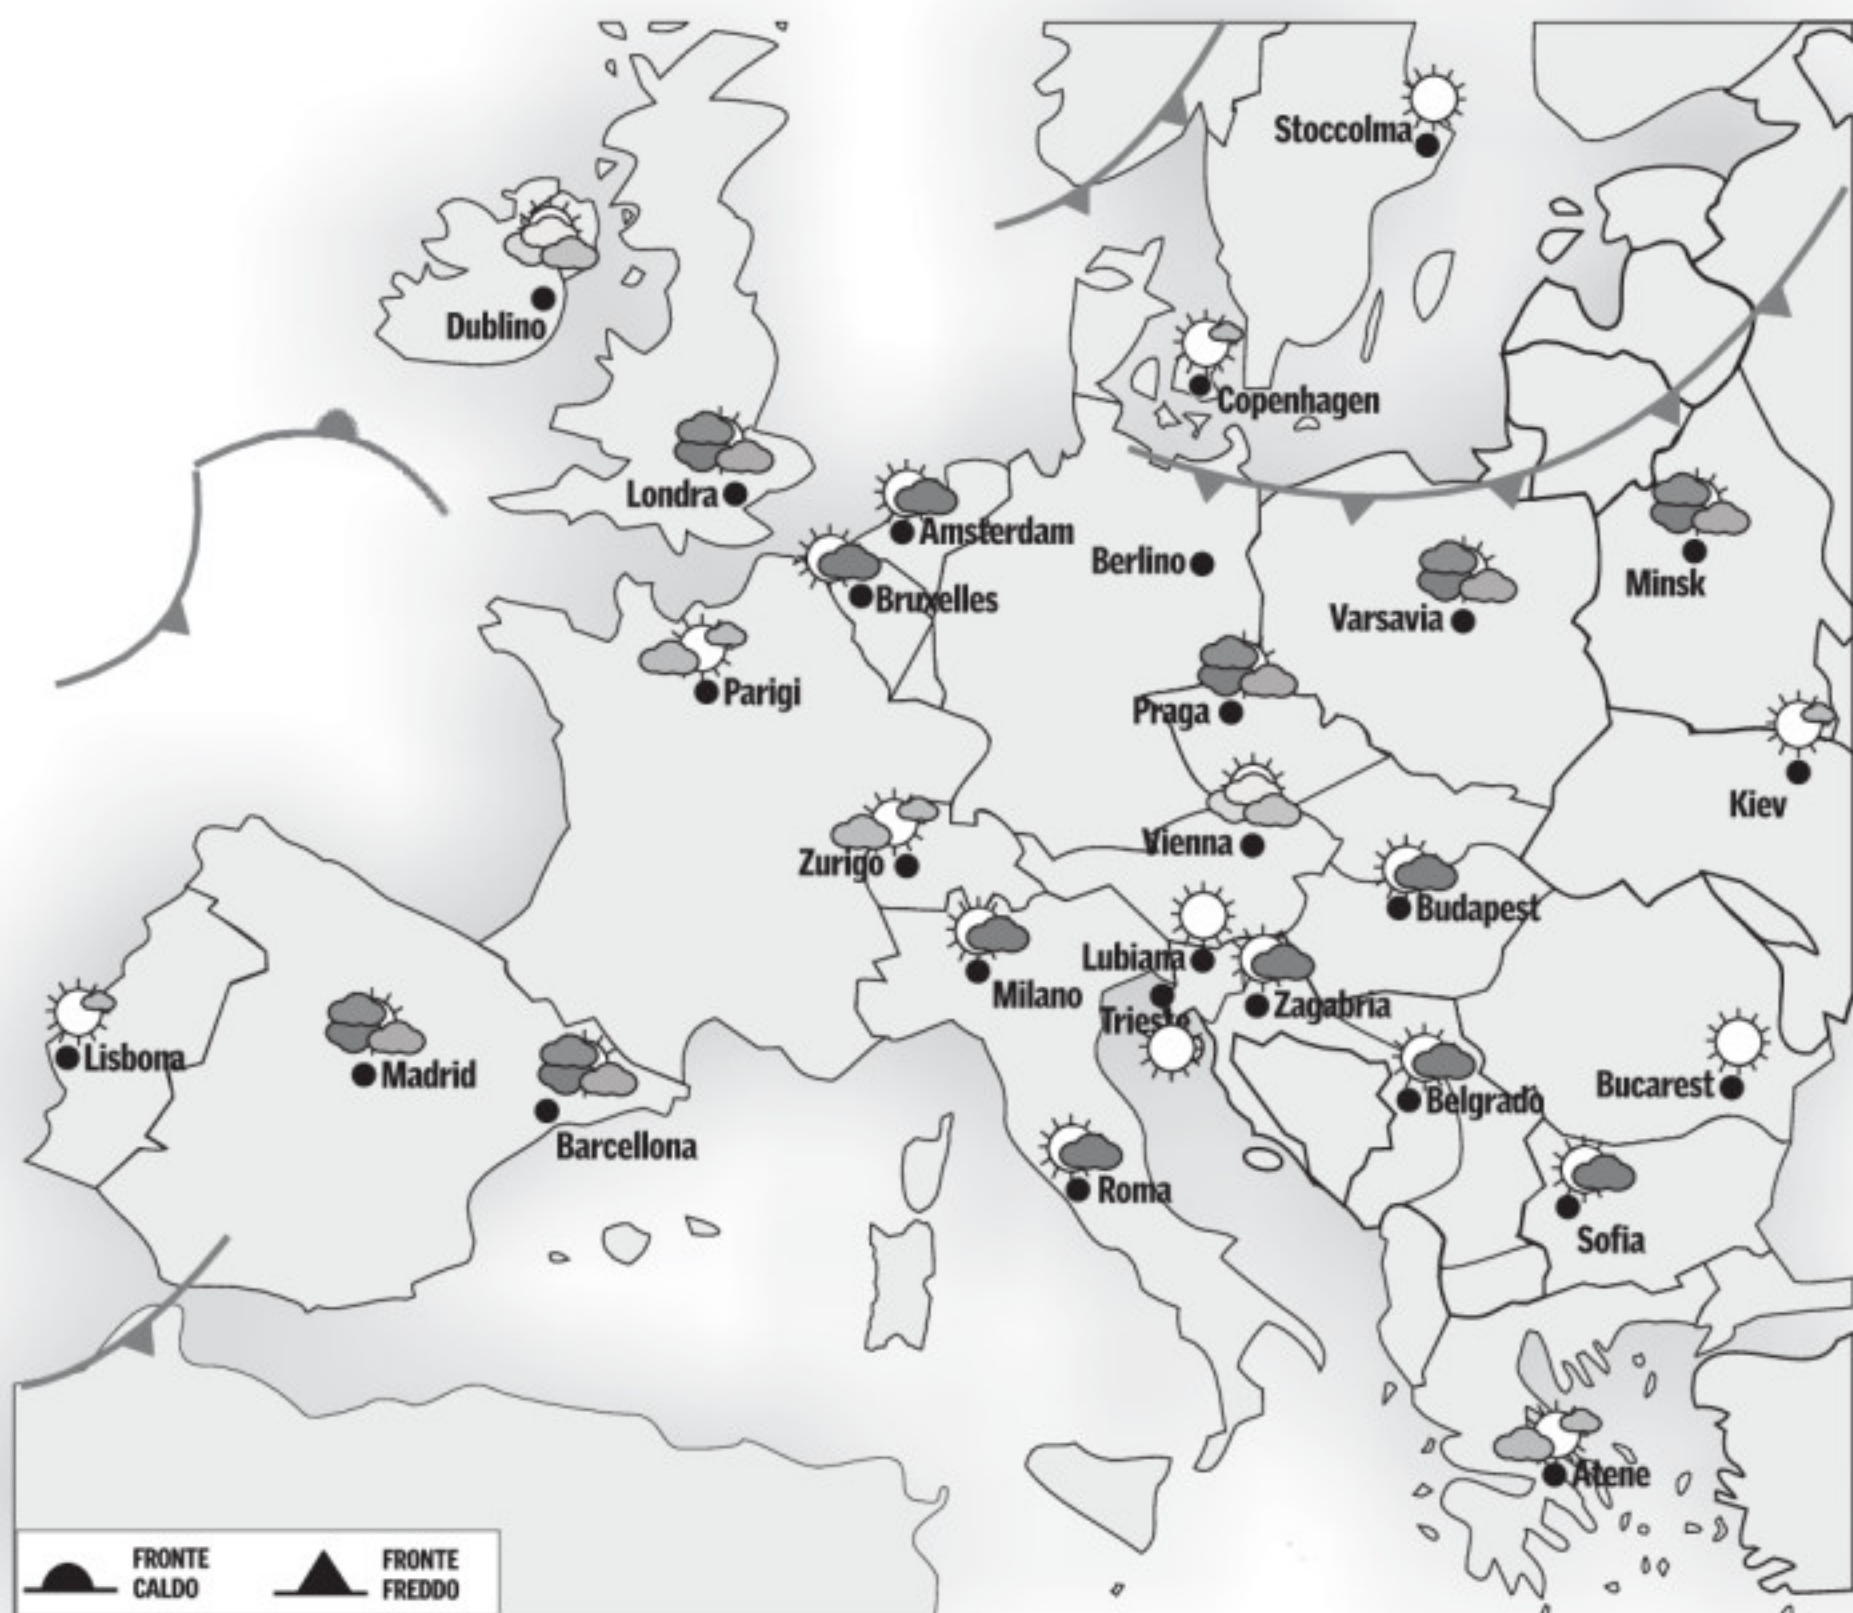 Stoccolma
Dublino
Copenhagen
Londra
Amsterdam
Berlino
Bruxelles
Minsk
Varsavia
Parigi
Praga
Kiev
Vienna
Zurigo
Budapest
Lubiana
Milano
Zagabria
Trieste
Lisbona
Madrid
Bucarest
Belgrado
Barcellona
Roma
Sofia
Atene
FRONTE
CALDO
FRONTE
FREDDO